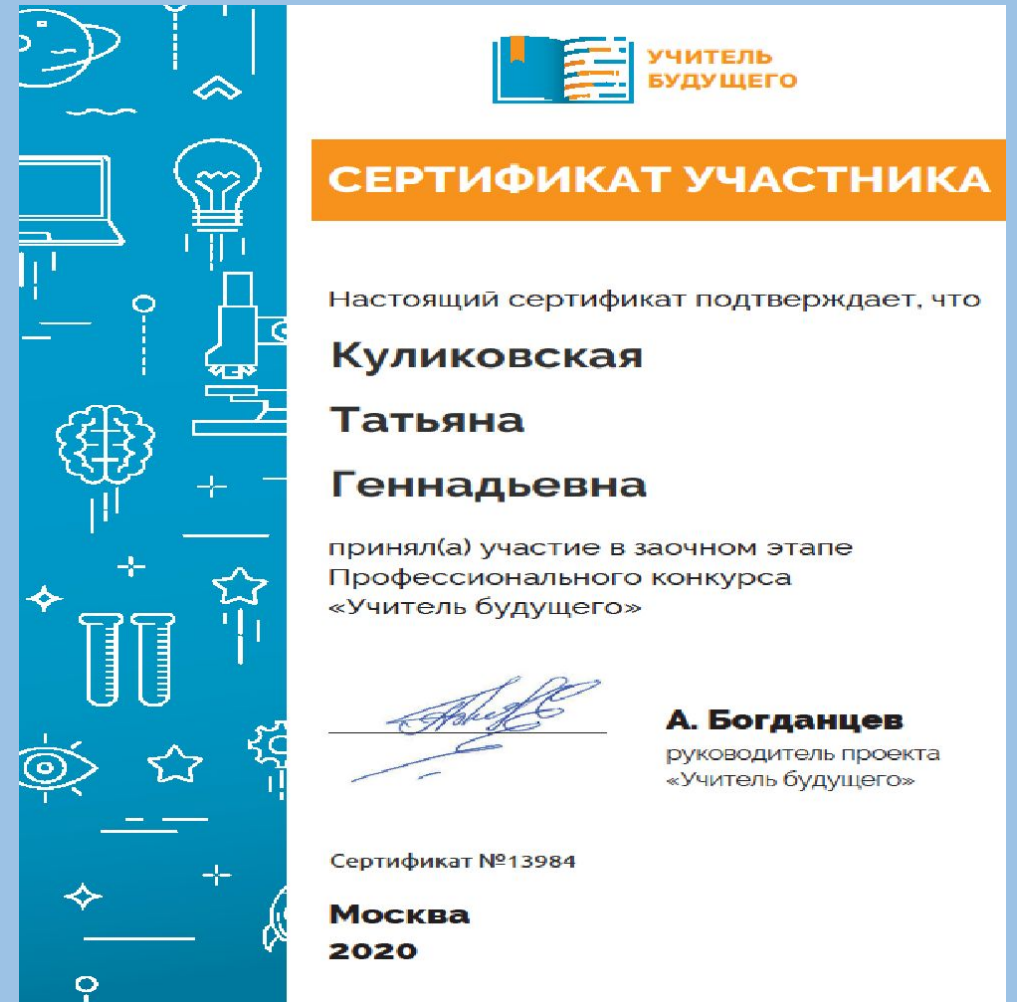 УЧИТЕЛЬ
БУДУЩЕГО
СЕРТИФИКАТ УЧАСТНИКА
Настоящий сертификат подтверждает, что
Куликовская
Татьяна
Геннадьевна
принял(а) участие в заочном этапе
Профессионального конкурса
«Учитель будущего»
А. Богданцев
руководитель проекта
«Учитель будущего»
Сертификат №13984
Москва
2020